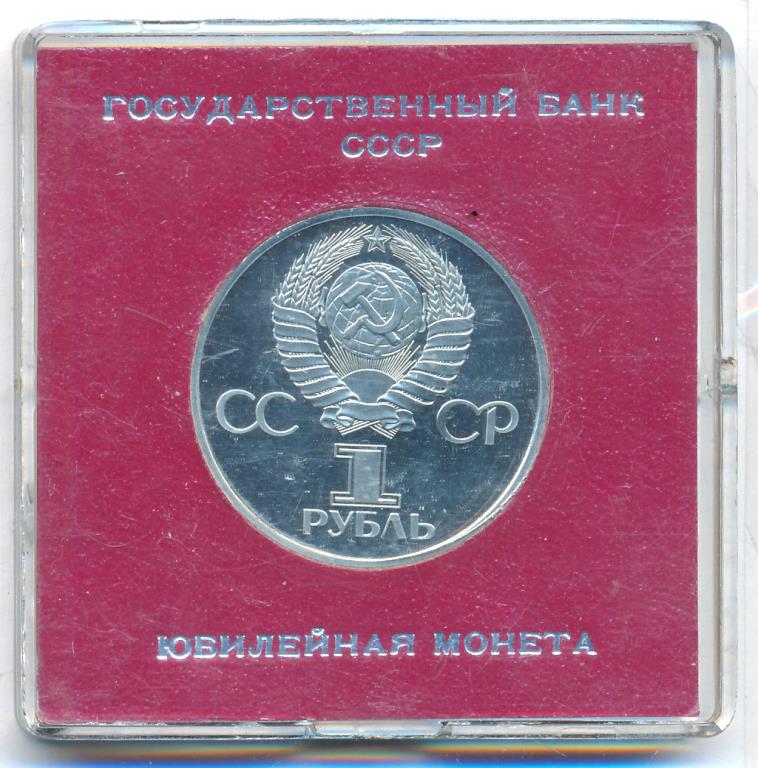 ГОСУДАРСТВЕННЫЙ БАНК
СССР
СС СР
1
РУБЛЬ
ЮБИЛЕЙНАЯ МОНЕТА